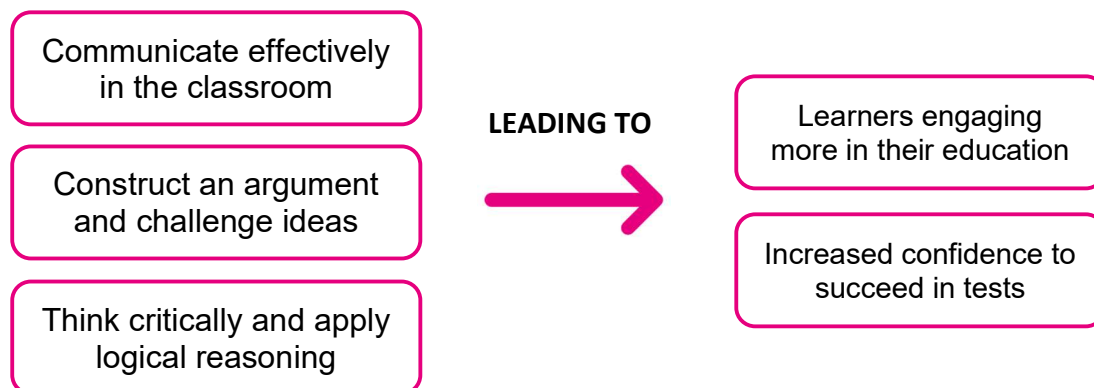 Communicate effectively
in the classroom
Construct an argument
and challenge ideas
Think critically and apply
logical reasoning
LEADING TO
Learners engaging
more in their education
Increased confidence to
succeed in tests